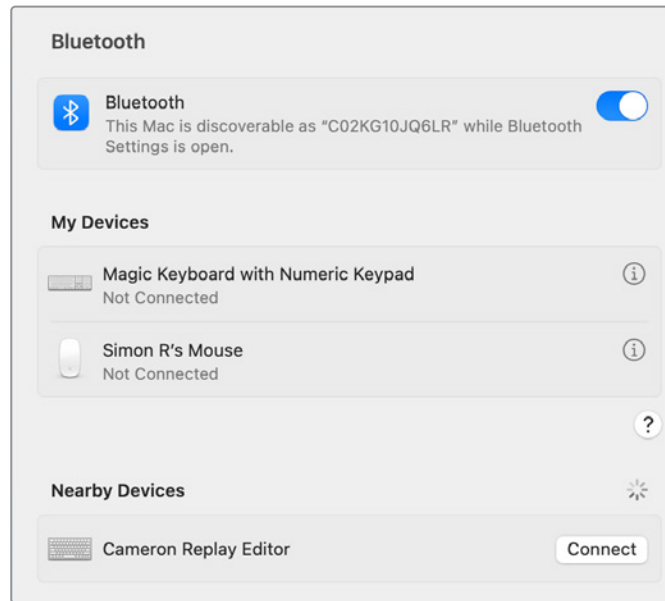 Bluetooth
Bluetooth
This Mac is discoverable as “C02KG10JQ6LR” while Bluetooth
Settings is open.
My Devices
Magic Keyboard with Numeric Keypad
Not Connected
Simon R's Mouse
Not Connected
?
Nearby Devices
Cameron Replay Editor
Connect